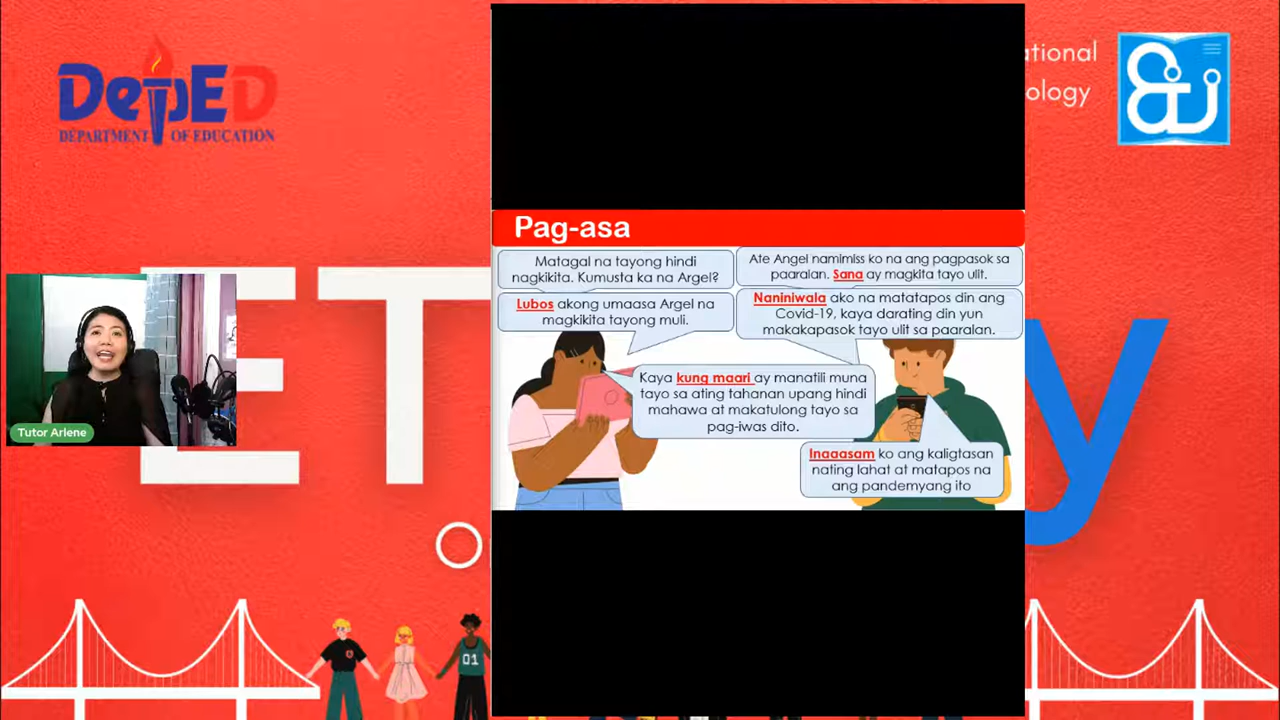 DepED
DEPARTMENT OF EDUCATION
ational
ology
Pag-asa
Matagal na tayong hindi
nagkikita. Kumusta ka na Argel?
Ate Angel namimiss ko na ang pagpasok sa
paaralan. Sana ay magkita tayo ulit.
Lubos akong umaasa Argel na
magkikita tayong muli.
Naniniwala ako na matatapos din ang
Covid-19, kaya darating din yun
makakapasok tayo ulit sa paaralan.
Kaya kung maari ay manatili muna
tayo sa ating tahanan upang hindi
mahawa at makatulong tayo sa
pag-iwas dito.
Inaaasam ko ang kaligtasan
nating lahat at matapos na
ang pandemyang ito
Tutor Arlene
ET
y
O
01